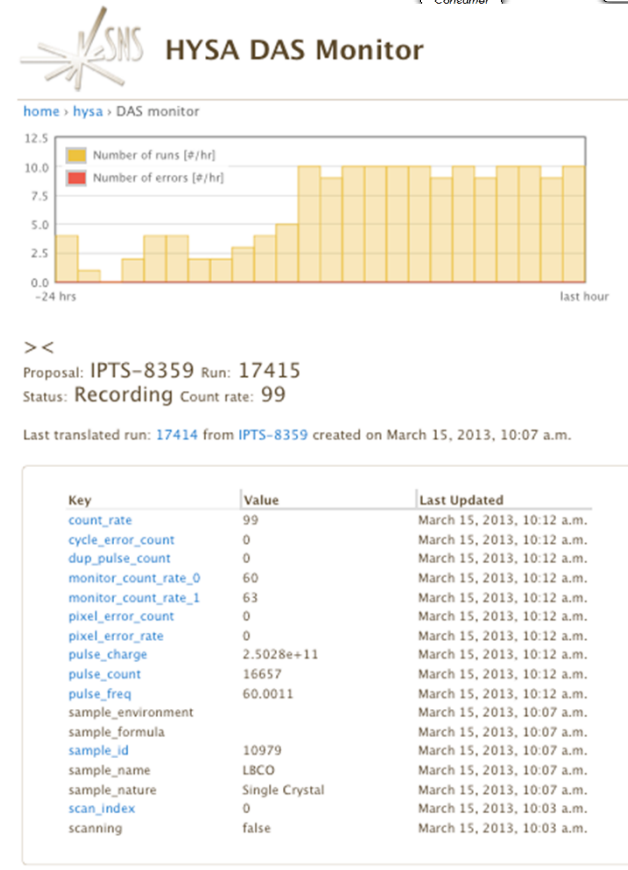 Consumer
SNS
HYSA DAS Monitor
home › hysa › DAS monitor
12.5
Number of runs [#/hr]
10.0
Number of errors [#/hr]
7.5
5.0
2.5
0.0
-24 hrs last hour
> <
Proposal: IPTS-8359 Run: 17415
Status: Recording Count rate: 99
Last translated run: 17414 from IPTS-8359 created on March 15, 2013, 10:07 a.m.
Key Value Last Updated
count_rate 99 March 15, 2013, 10:12 a.m.
cycle_error_count 0 March 15, 2013, 10:12 a.m.
dup_pulse_count 0 March 15, 2013, 10:12 a.m.
monitor_count_rate_0 60 March 15, 2013, 10:12 a.m.
monitor_count_rate_1 63 March 15, 2013, 10:12 a.m.
pixel_error_count 0 March 15, 2013, 10:12 a.m.
pixel_error_rate 0 March 15, 2013, 10:12 a.m.
pulse_charge 2.5028e+11 March 15, 2013, 10:12 a.m.
pulse_count 16657 March 15, 2013, 10:12 a.m.
pulse_freq 60.0011 March 15, 2013, 10:12 a.m.
sample_environment March 15, 2013, 10:07 a.m.
sample_formula March 15, 2013, 10:07 a.m.
sample_id 10979 March 15, 2013, 10:07 a.m.
sample_name LBCO March 15, 2013, 10:07 a.m.
sample_nature Single Crystal March 15, 2013, 10:07 a.m.
scan_index 0 March 15, 2013, 10:03 a.m.
scanning false March 15, 2013, 10:03 a.m.